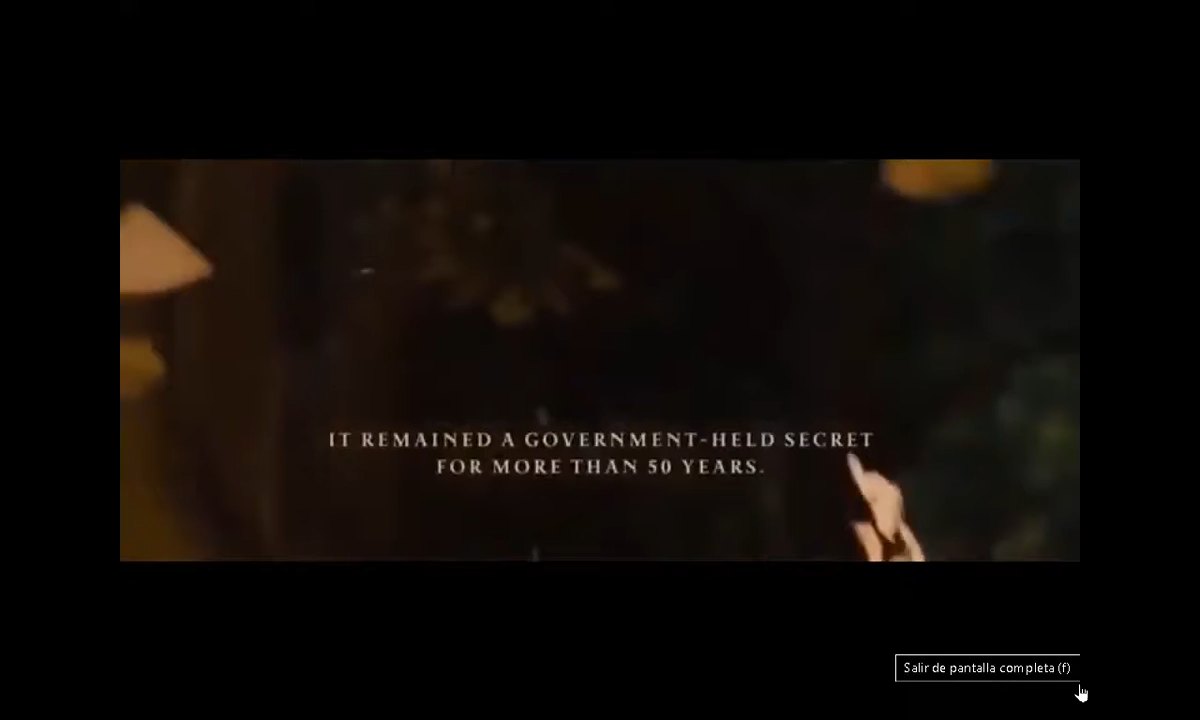 IT REMAINED A GOVERNMENT-HELD SECRET
FOR MORE THAN 50 YEARS.
Salir de pantalla completa (f)